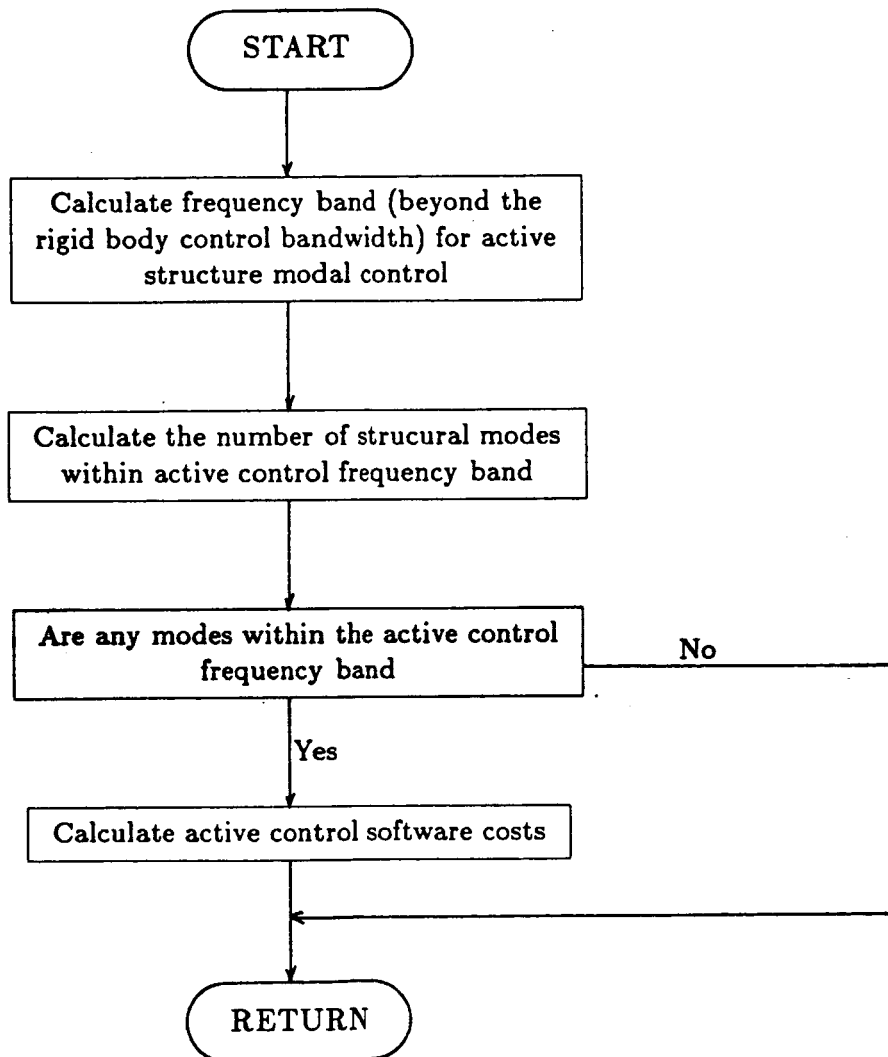 START
Calculate frequency band (beyond the
rigid body control bandwidth) for active
structure modal control
Calculate the number of strucural modes
within active control frequency band
Are any modes within the active control
frequency band
No
Yes
Calculate active control software costs
RETURN